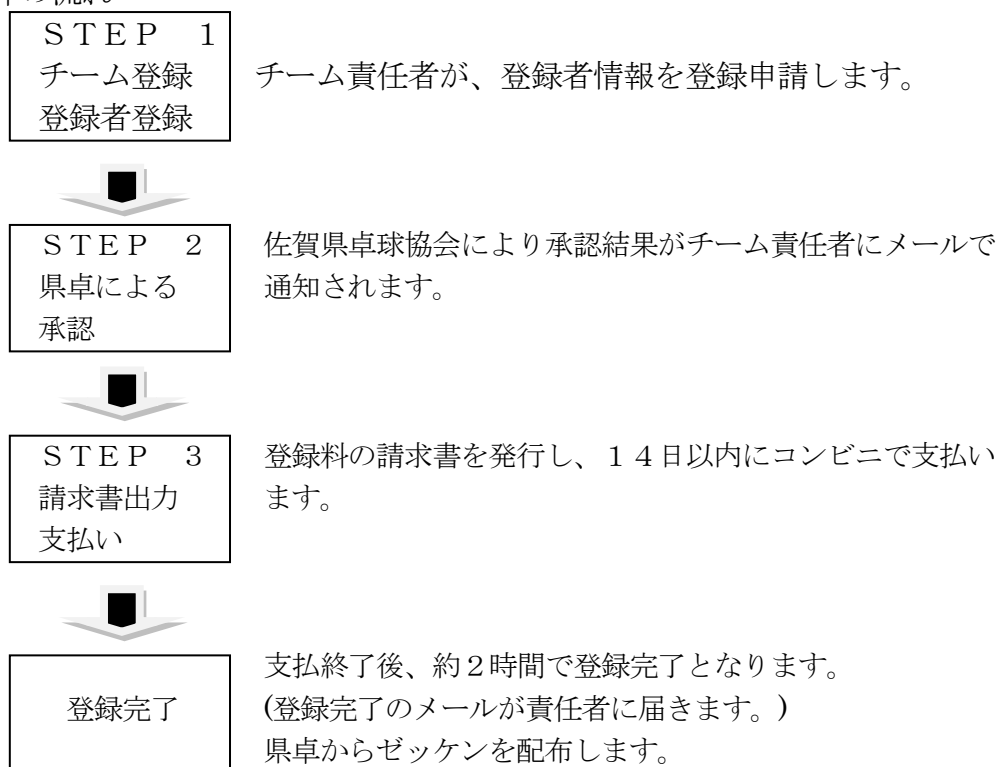 ＳＴＥＰ　１
チーム登録
登録者登録
チーム責任者が、登録者情報を登録申請します。
ＳＴＥＰ　２
県卓による
承認
佐賀県卓球協会により承認結果がチーム責任者にメールで
通知されます。
ＳＴＥＰ　３
請求書出力
支払い
登録料の請求書を発行し、１４日以内にコンビニで支払い
ます。
登録完了
支払終了後、約２時間で登録完了となります。
(登録完了のメールが責任者に届きます。)
県卓からゼッケンを配布します。